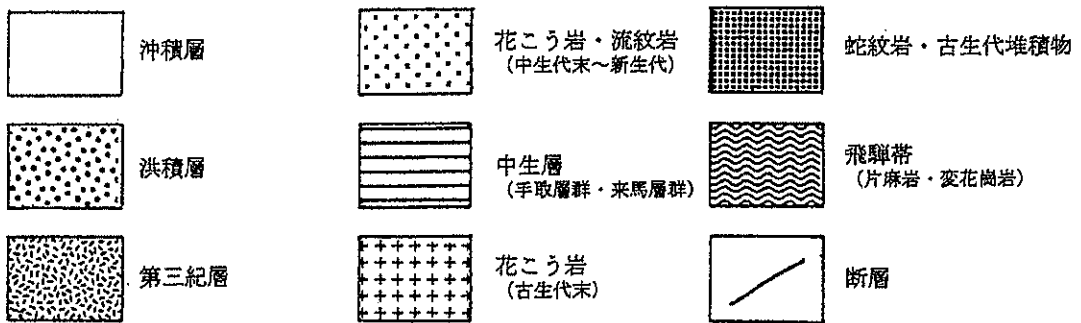 沖積層
洪積層
第三紀層
花こう岩・流紋岩
(中生代末〜新生代)
中生層
(手取層群・来馬層群)
花こう岩
(古生代末)
蛇紋岩・古生代堆積物
飛騨帯
(片麻岩・変花崗岩)
断層